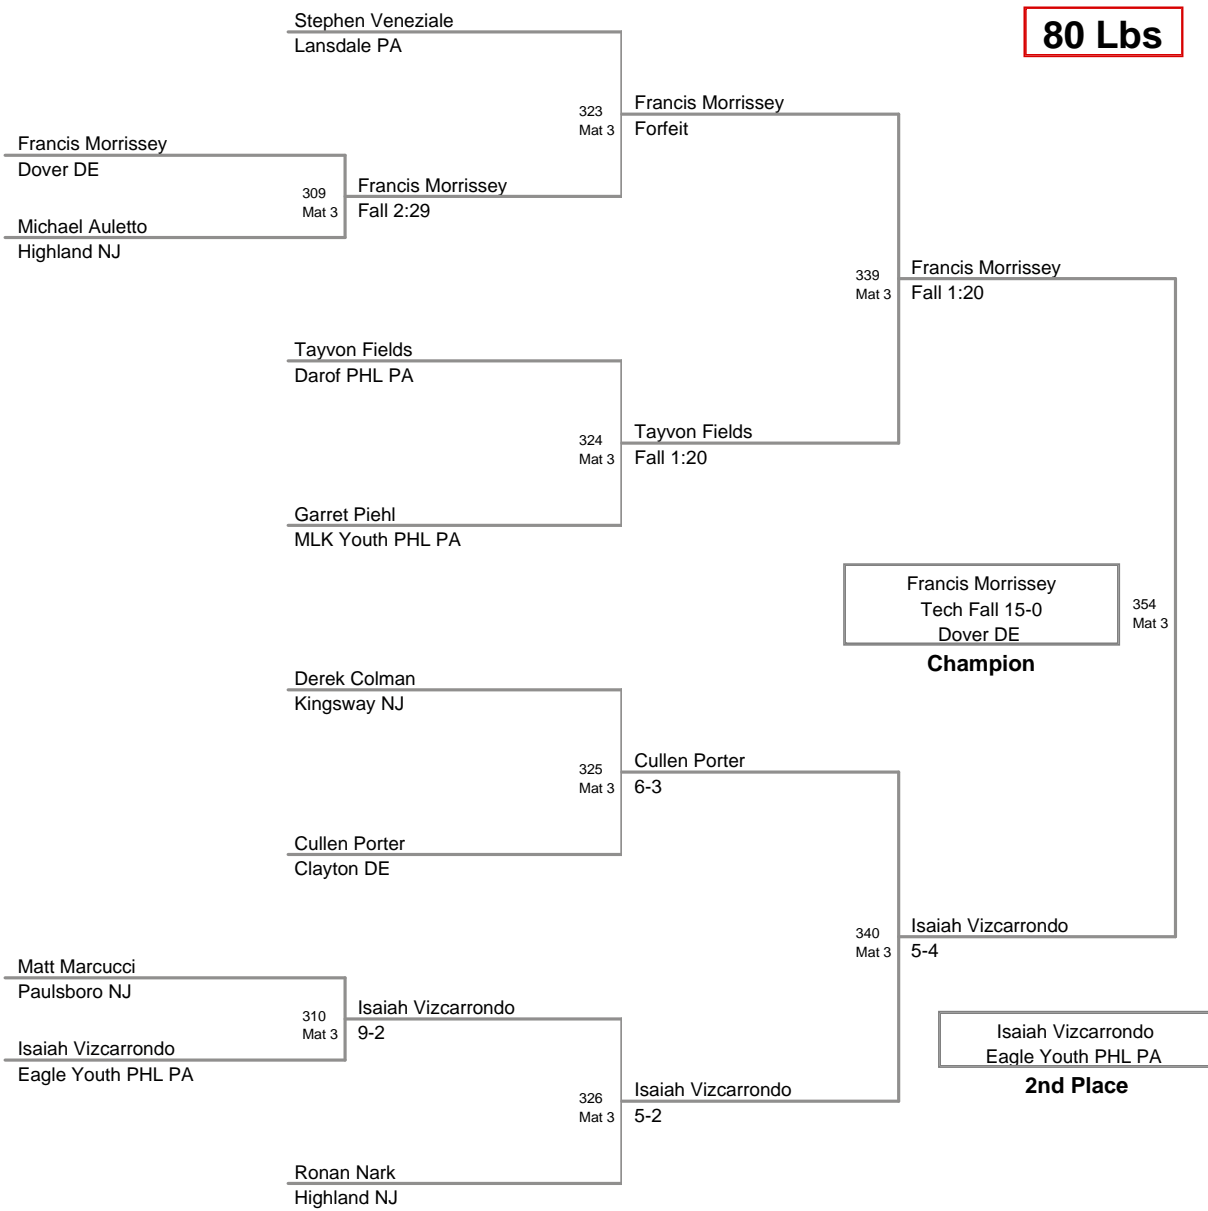 Stephen Veneziale
Lansdale PA
80 Lbs
323
Mat 3
Francis Morrissey
Forfeit
Francis Morrissey
Dover DE
309
Mat 3
Francis Morrissey
Fall 2:29
Michael Auletto
Highland NJ
339
Mat 3
Francis Morrissey
Fall 1:20
Tayvon Fields
Darof PHL PA
324
Mat 3
Tayvon Fields
Fall 1:20
Garret Piehl
MLK Youth PHL PA
Francis Morrissey
Tech Fall 15-0
Dover DE
Champion
354
Mat 3
Derek Colman
Kingsway NJ
325
Mat 3
Cullen Porter
6-3
Cullen Porter
Clayton DE
340
Mat 3
Isaiah Vizcarrondo
5-4
Matt Marcucci
Paulsboro NJ
310
Mat 3
Isaiah Vizcarrondo
9-2
Isaiah Vizcarrondo
Eagle Youth PHL PA
Isaiah Vizcarrondo
Eagle Youth PHL PA
2nd Place
326
Mat 3
Isaiah Vizcarrondo
5-2
Ronan Nark
Highland NJ